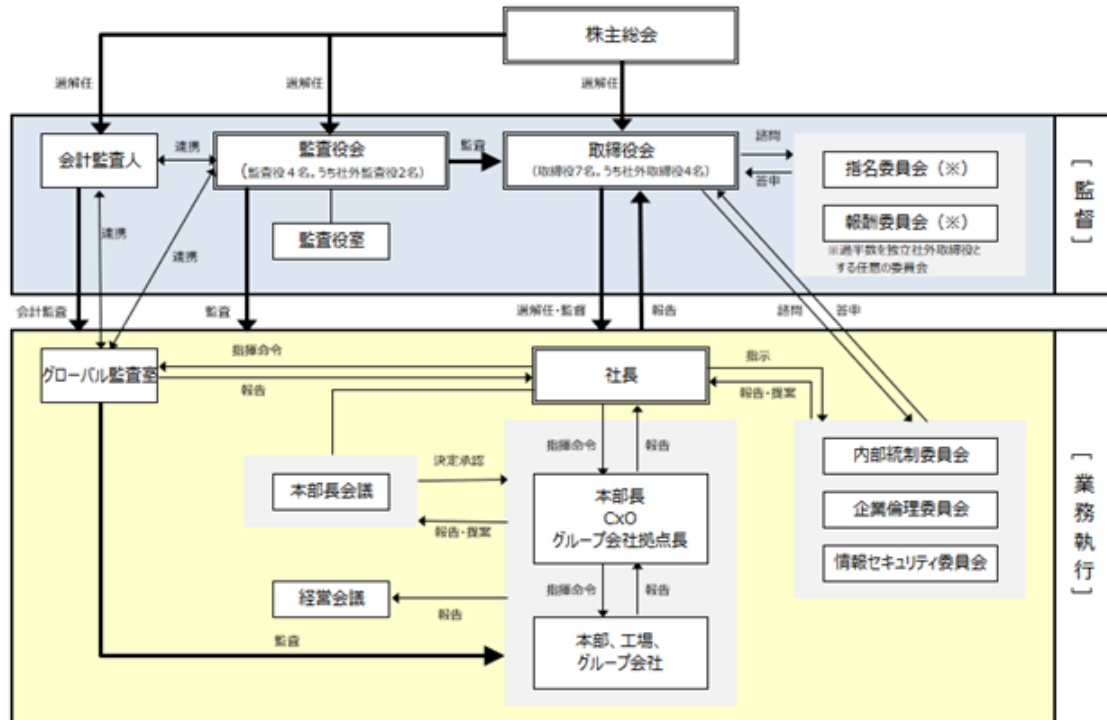 株主総会
選解任
選解任
選解任
会計監査人
連携
監査役会
(監査役4名。うち社外監査役2名)
監査
取締役会
(取締役7名、うち社外取締役4名)
諮問
答申
指名委員会(※)
報酬委員会(※)
※過半数を独立社外取締役と
する任意の委員会
監査役室
連携
連携
[監督]
会計監査
監査
選解任・監督
報告
諮問
答申
グローバル監査室
指揮命令
報告
社長
指示
報告・提案
本部長会議
決定承認
報告・提案
指揮命令
報告
本部長
CxO
グループ会社拠点長
内部統制委員会
企業倫理委員会
情報セキュリティ委員会
[業務執行]
経営会議
報告
指揮命令
報告
監査
本部、工場、
グループ会社